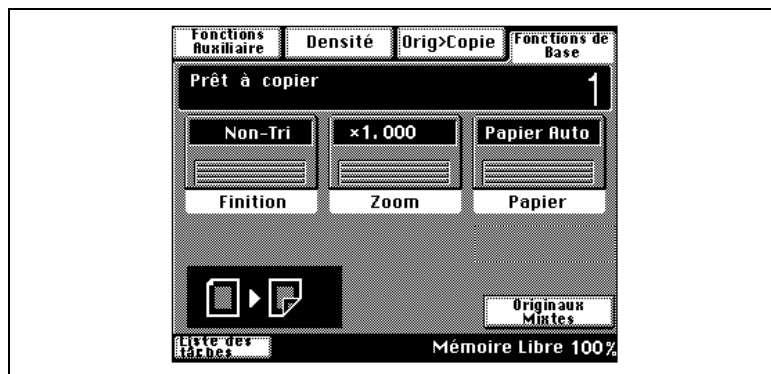 Fonctions
Auxiliaire
Densité
Orig>Copie
Fonctions de
Base
Prêt à copier
1
Non-Tri
×1.000
Papier Auto
Finition
Zoom
Papier
Originaux
Mixtes
Liste des
tâches
Mémoire Libre 100%